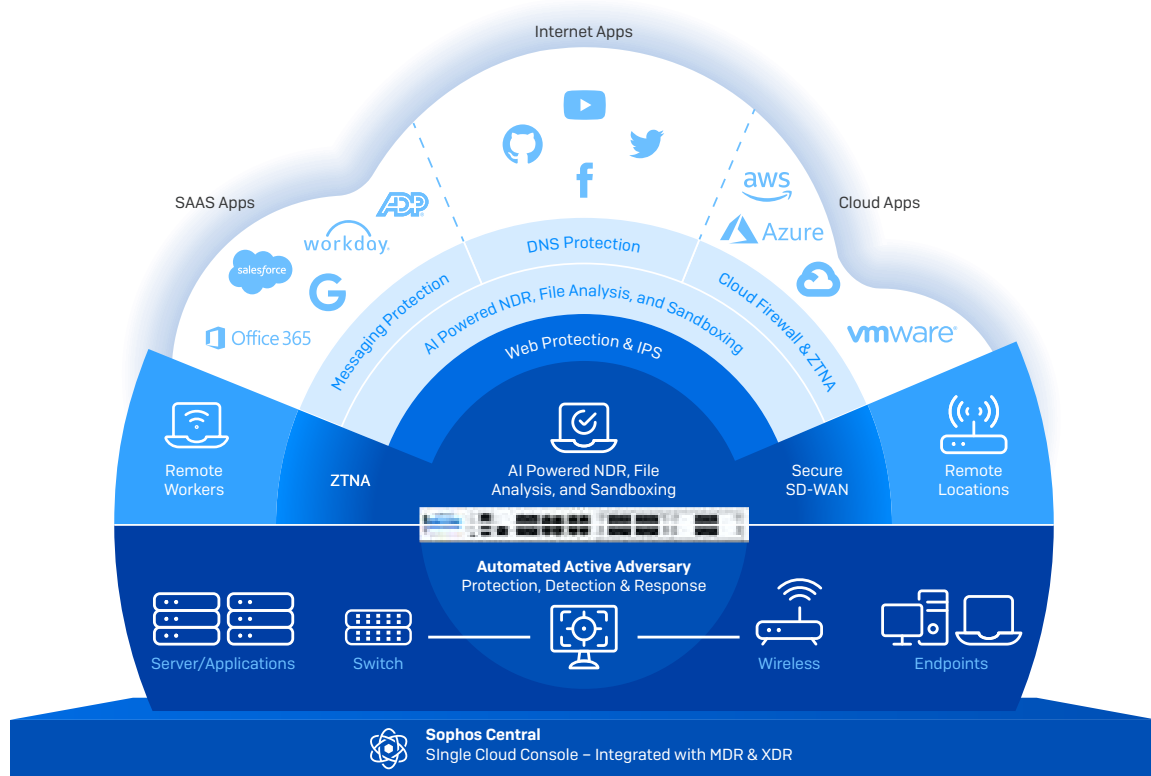 Internet Apps
SAAS Apps
Cloud Apps
ADP
workday.
salesforce
G
Office 365
f
aws
Azure
vmware®
DNS Protection
Messaging Protection
Cloud Firewall & ZTNA
AI Powered NDR, File Analysis, and Sandboxing
Web Protection & IPS
Remote
Workers
ZTNA
AI Powered NDR, File
Analysis, and Sandboxing
Secure
SD-WAN
Remote
Locations
Automated Active Adversary
Protection, Detection & Response
Server/Applications
Switch
Wireless
Endpoints
Sophos Central
SIngle Cloud Console – Integrated with MDR & XDR